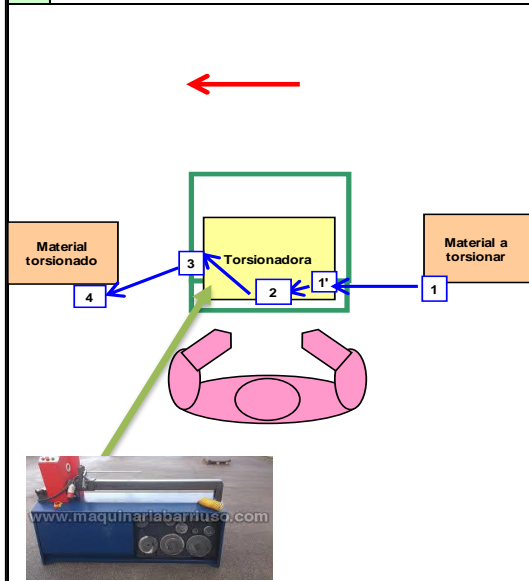 Material
torsionado
3
Torsionadora
Material a
torsionar
4
2
1'
1
www.maquinariabarriuso.com